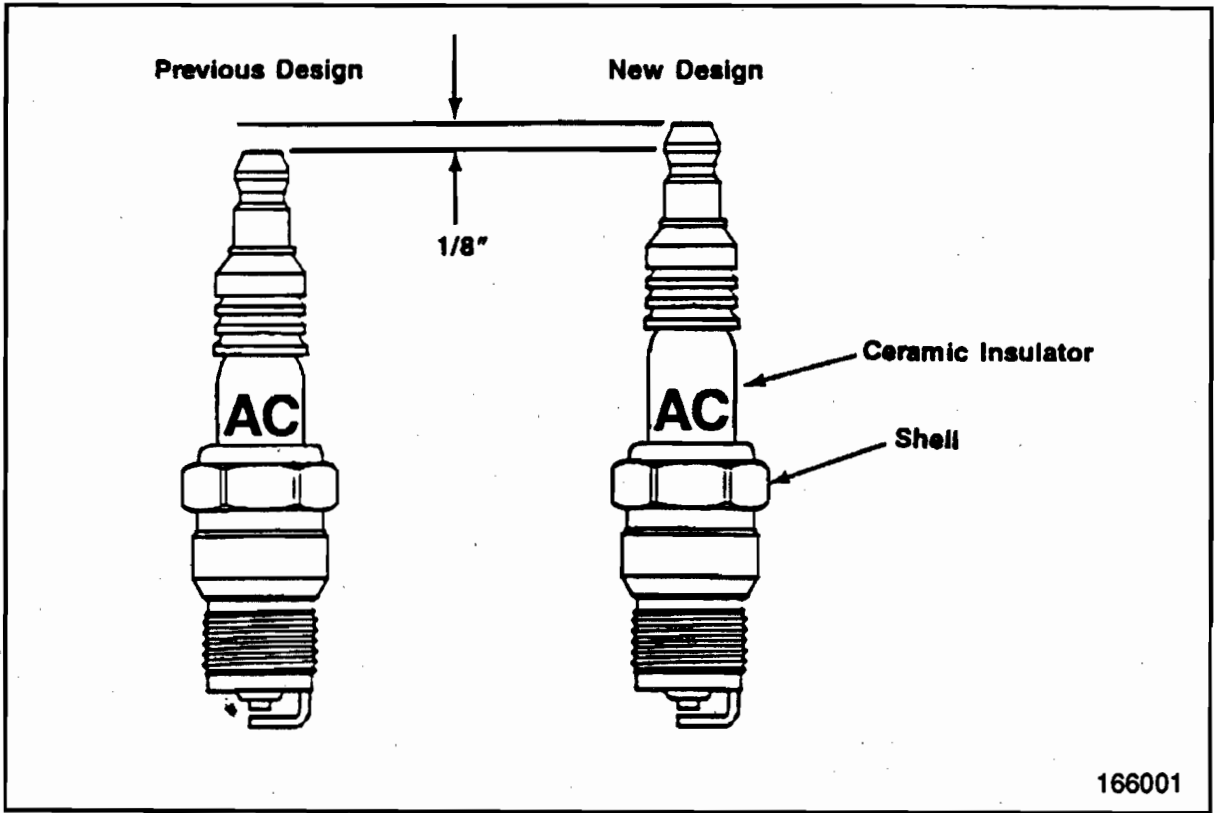 Previous Design
New Design
1/8"
Ceramic Insulator
AC
AC
Shell
166001